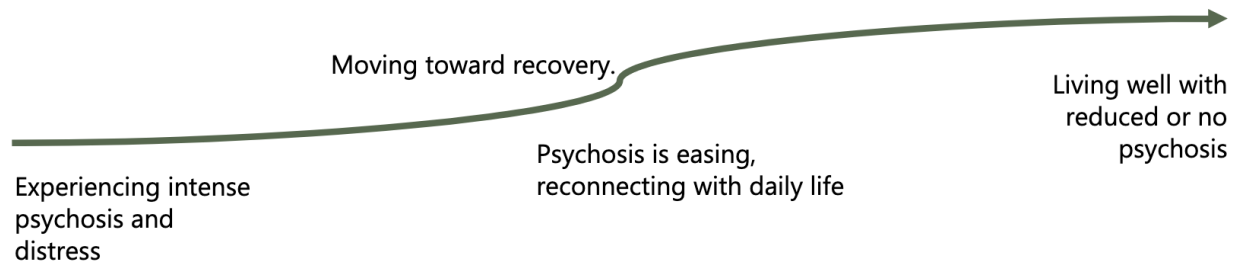 Moving toward recovery.
Experiencing intense
psychosis and
distress
Psychosis is easing,
reconnecting with daily life
Living well with
reduced or no
psychosis